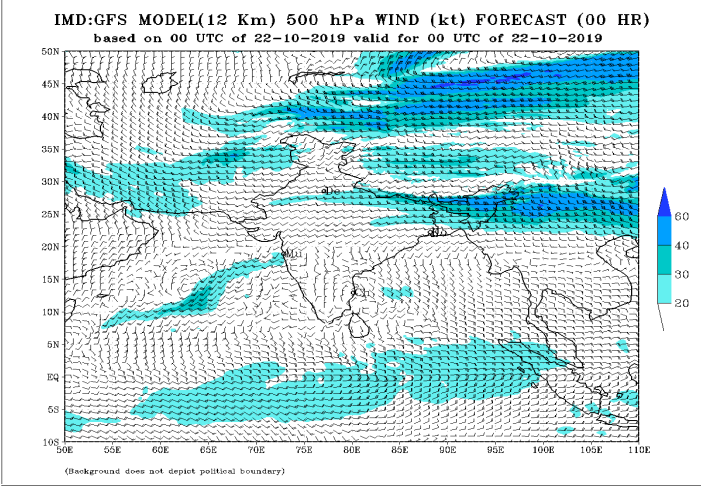 IMD:GFS MODEL(12 Km) 500 hPa WIND (kt) FORECAST (00 HR)
based on 00 UTC of 22-10-2019 valid for 00 UTC of 22-10-2019
50N
45N
40N
35N
30N
25N
20N
15N
10N
5N
EQ
5S
10S
De
Mu
60
40
30
20
50E 55E 60E 65E 70E 75E 80E 85E 90E 95E 100E 105E 110E
(Background does not depict political boundary)